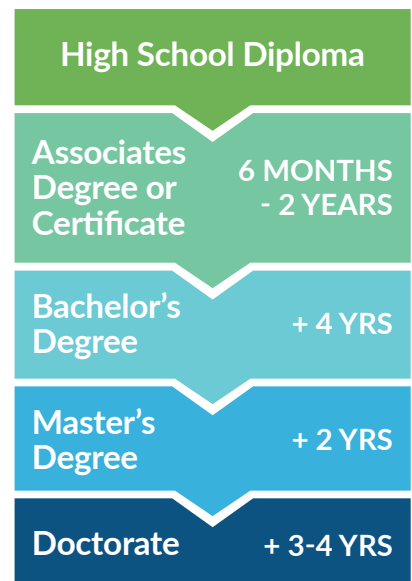 High School Diploma
Associates
Degree or
Certificate
6 MONTHS
- 2 YEARS
Bachelor's
Degree
+ 4 YRS
Master's
Degree
+ 2 YRS
Doctorate
+ 3-4 YRS